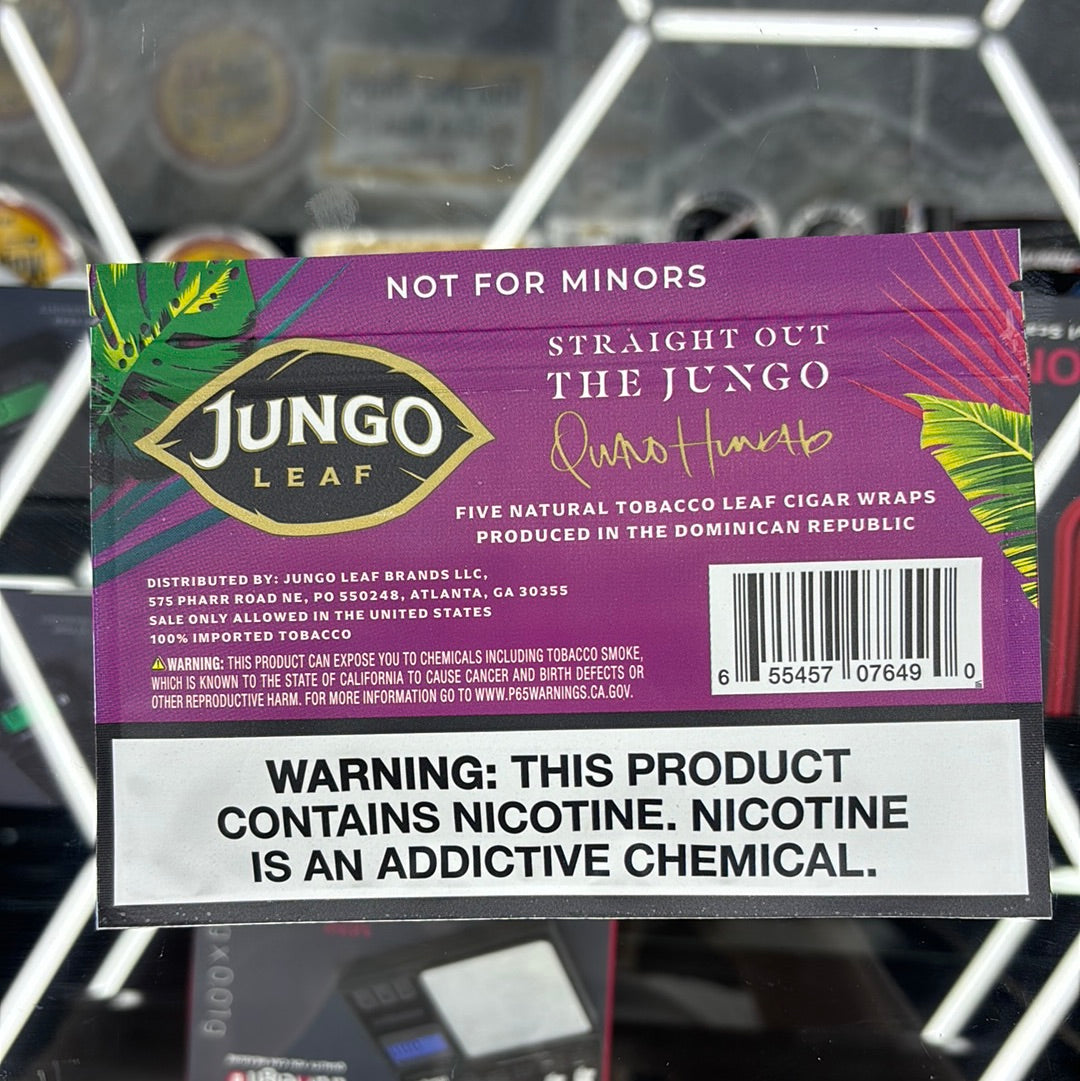 NOT FOR MINORS
JUNGO
LEAF
STRAIGHT OUT
THE JUNGO
FIVE NATURAL TOBACCO LEAF CIGAR WRAPS
PRODUCED IN THE DOMINICAN REPUBLIC
DISTRIBUTED BY: JUNGO LEAF BRANDS LLC,
575 PHARR ROAD NE, PO 550248, ATLANTA, GA 30355
SALE ONLY ALLOWED IN THE UNITED STATES
100% IMPORTED TOBACCO
⚠WARNING: THIS PRODUCT CAN EXPOSE YOU TO CHEMICALS INCLUDING TOBACCO SMOKE,
WHICH IS KNOWN TO THE STATE OF CALIFORNIA TO CAUSE CANCER AND BIRTH DEFECTS OR
OTHER REPRODUCTIVE HARM. FOR MORE INFORMATION GO TO WWW.P65WARNINGS.CA.GOV.
6 55457 07649 0
WARNING: THIS PRODUCT
CONTAINS NICOTINE. NICOTINE
IS AN ADDICTIVE CHEMICAL.